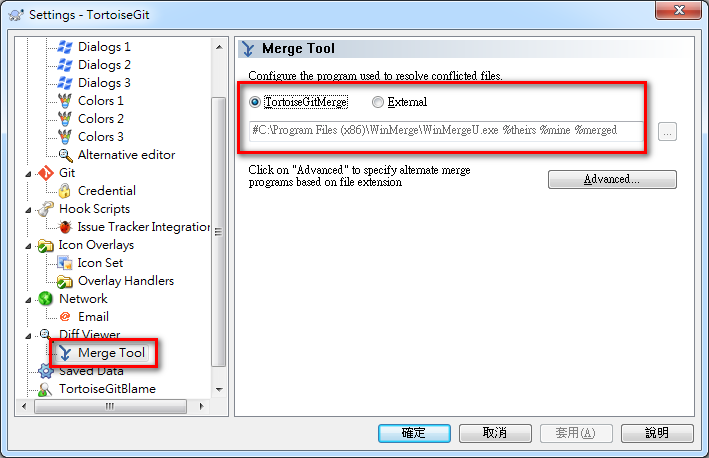 Settings - TortoiseGit
Dialogs 1
Dialogs 2
Dialogs 3
Colors 1
Colors 2
Colors 3
Alternative editor
Git
Credential
Hook Scripts
Issue Tracker Integration
Icon Overlays
Icon Set
Overlay Handlers
Network
Email
Diff Viewer
Merge Tool
Saved Data
TortoiseGitBlame
Merge Tool
Configure the program used to resolve conflicted files.
TortoiseGitMerge
External
#C:\Program Files (x86)\WinMerge\WinMergeU.exe %theirs %mine %merged
...
Click on "Advanced" to specify alternate merge
programs based on file extension
Advanced...
確定
取消
套用(A)
說明